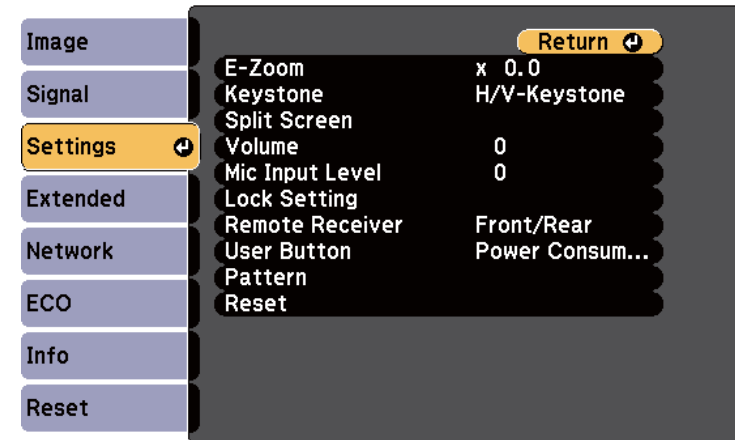 Image
Signal
Settings
Extended
Network
ECO
Info
Reset
Return
E-Zoom x 0.0
Keystone H/V-Keystone
Split Screen
Volume 0
Mic Input Level 0
Lock Setting
Remote Receiver Front/Rear
User Button Power Consum...
Pattern
Reset